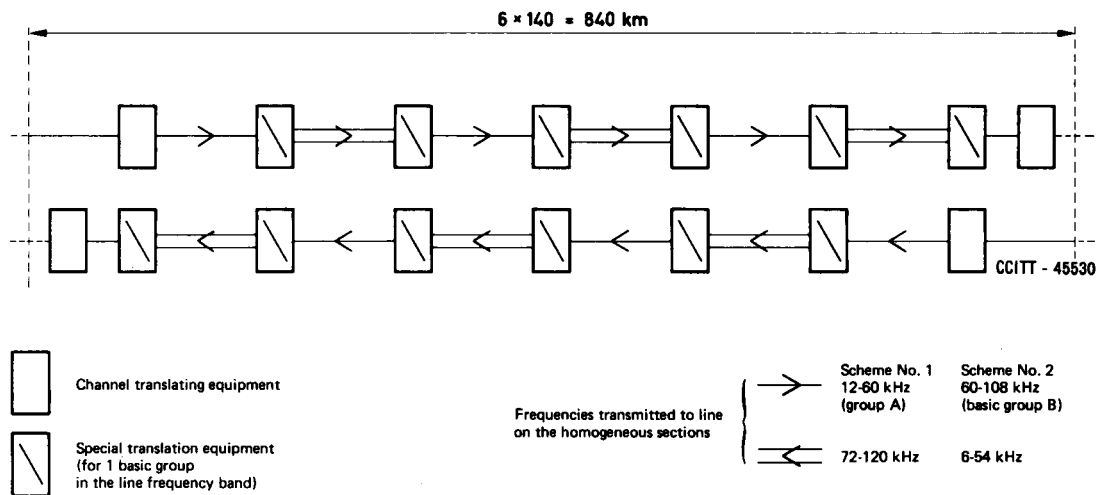 6 × 140 = 840 km
CCITT - 45530
Channel translating equipment
Special translation equipment
(for 1 basic group
in the line frequency band)
Frequencies transmitted to line
on the homogeneous sections
Scheme No. 1
12-60 kHz
(group A)
Scheme No. 2
60-108 kHz
(basic group B)
72-120 kHz
6-54 kHz